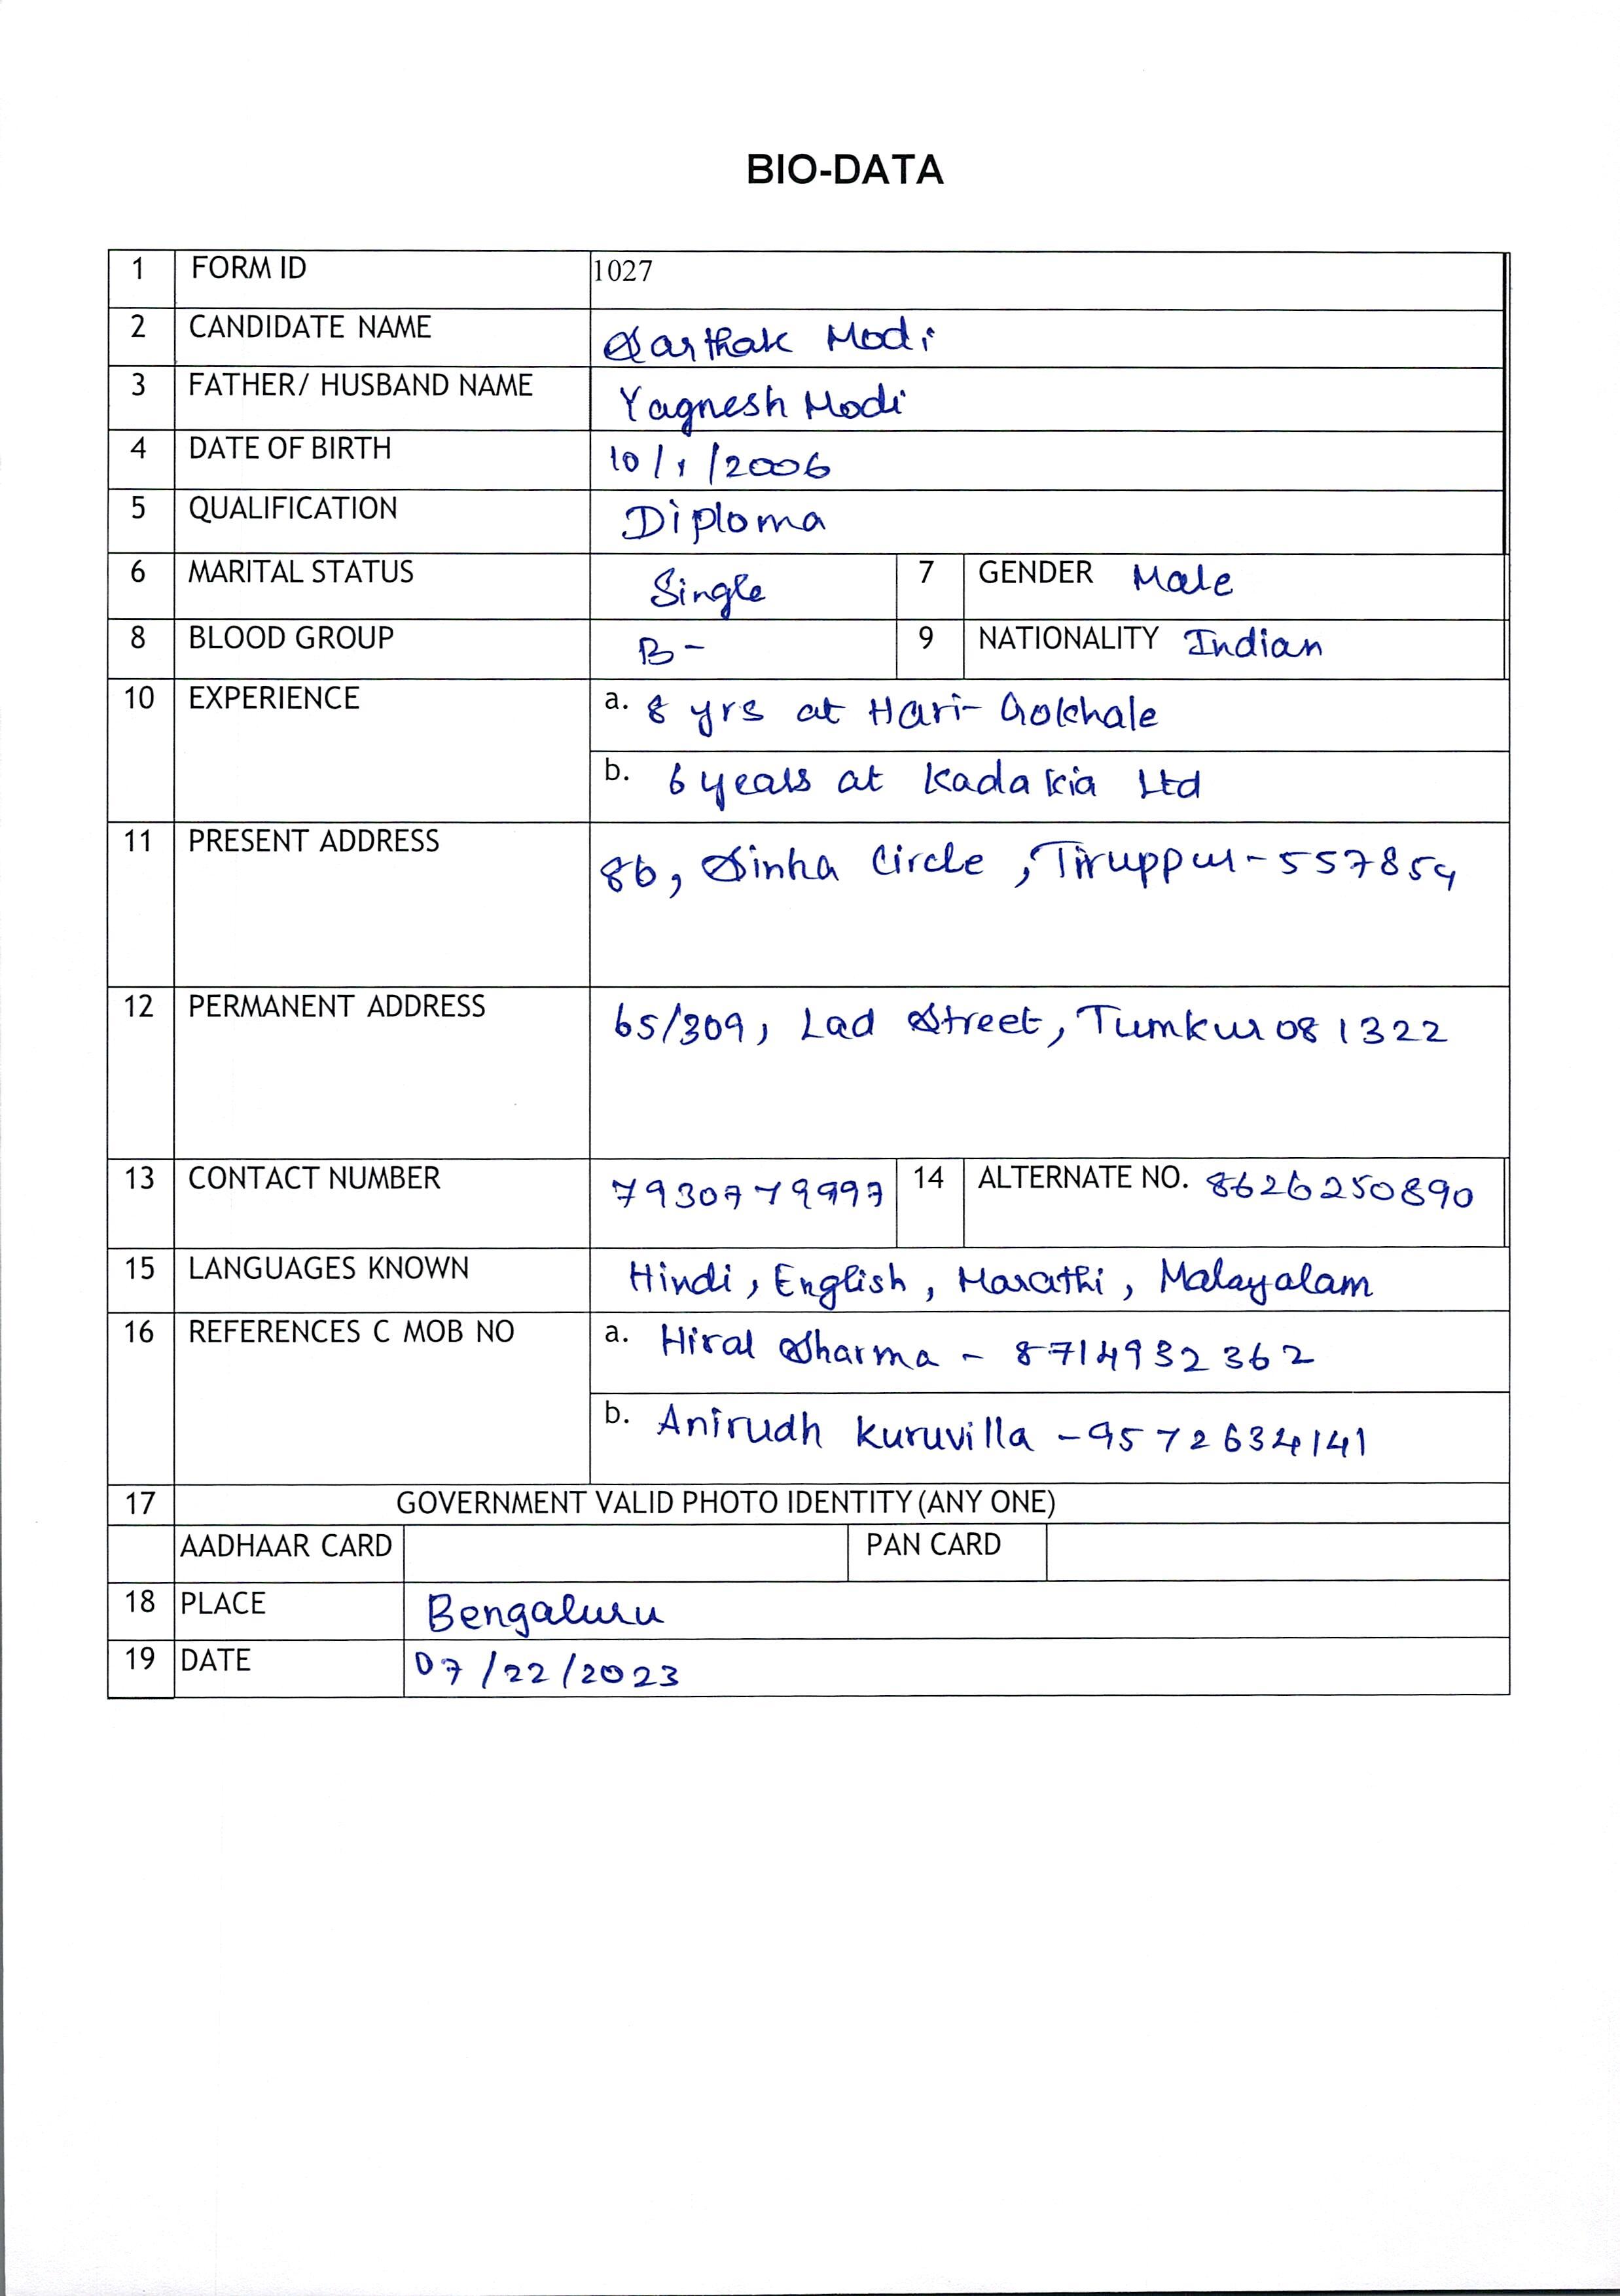 BIO-DATA
1 FORM ID 1027
2 CANDIDATE NAME Sarthak Modi
3 FATHER/ HUSBAND NAME Yagnesh Modi
4 DATE OF BIRTH 10/1/2006
5 QUALIFICATION Diploma
6 MARITAL STATUS Single 7 GENDER Male
8 BLOOD GROUP B- 9 NATIONALITY Indian
10 EXPERIENCE a. 8 yrs at Hari-Gokhale
b. 6 years at Kadakia Ltd
11 PRESENT ADDRESS 86, Sinha Circle, Tiruppur-557854
12 PERMANENT ADDRESS 65/309, Lad Street, Tumkur 081322
13 CONTACT NUMBER 7930779997 14 ALTERNATE NO. 8626250890
15 LANGUAGES KNOWN Hindi, English, Marathi, Malayalam
16 REFERENCES C MOB NO a. Hiral Sharma - 8714932362
b. Anirudh Kuruvilla - 9572634141
17 GOVERNMENT VALID PHOTO IDENTITY (ANY ONE)
AADHAAR CARD PAN CARD
18 PLACE Bengaluru
19 DATE 07/22/2023